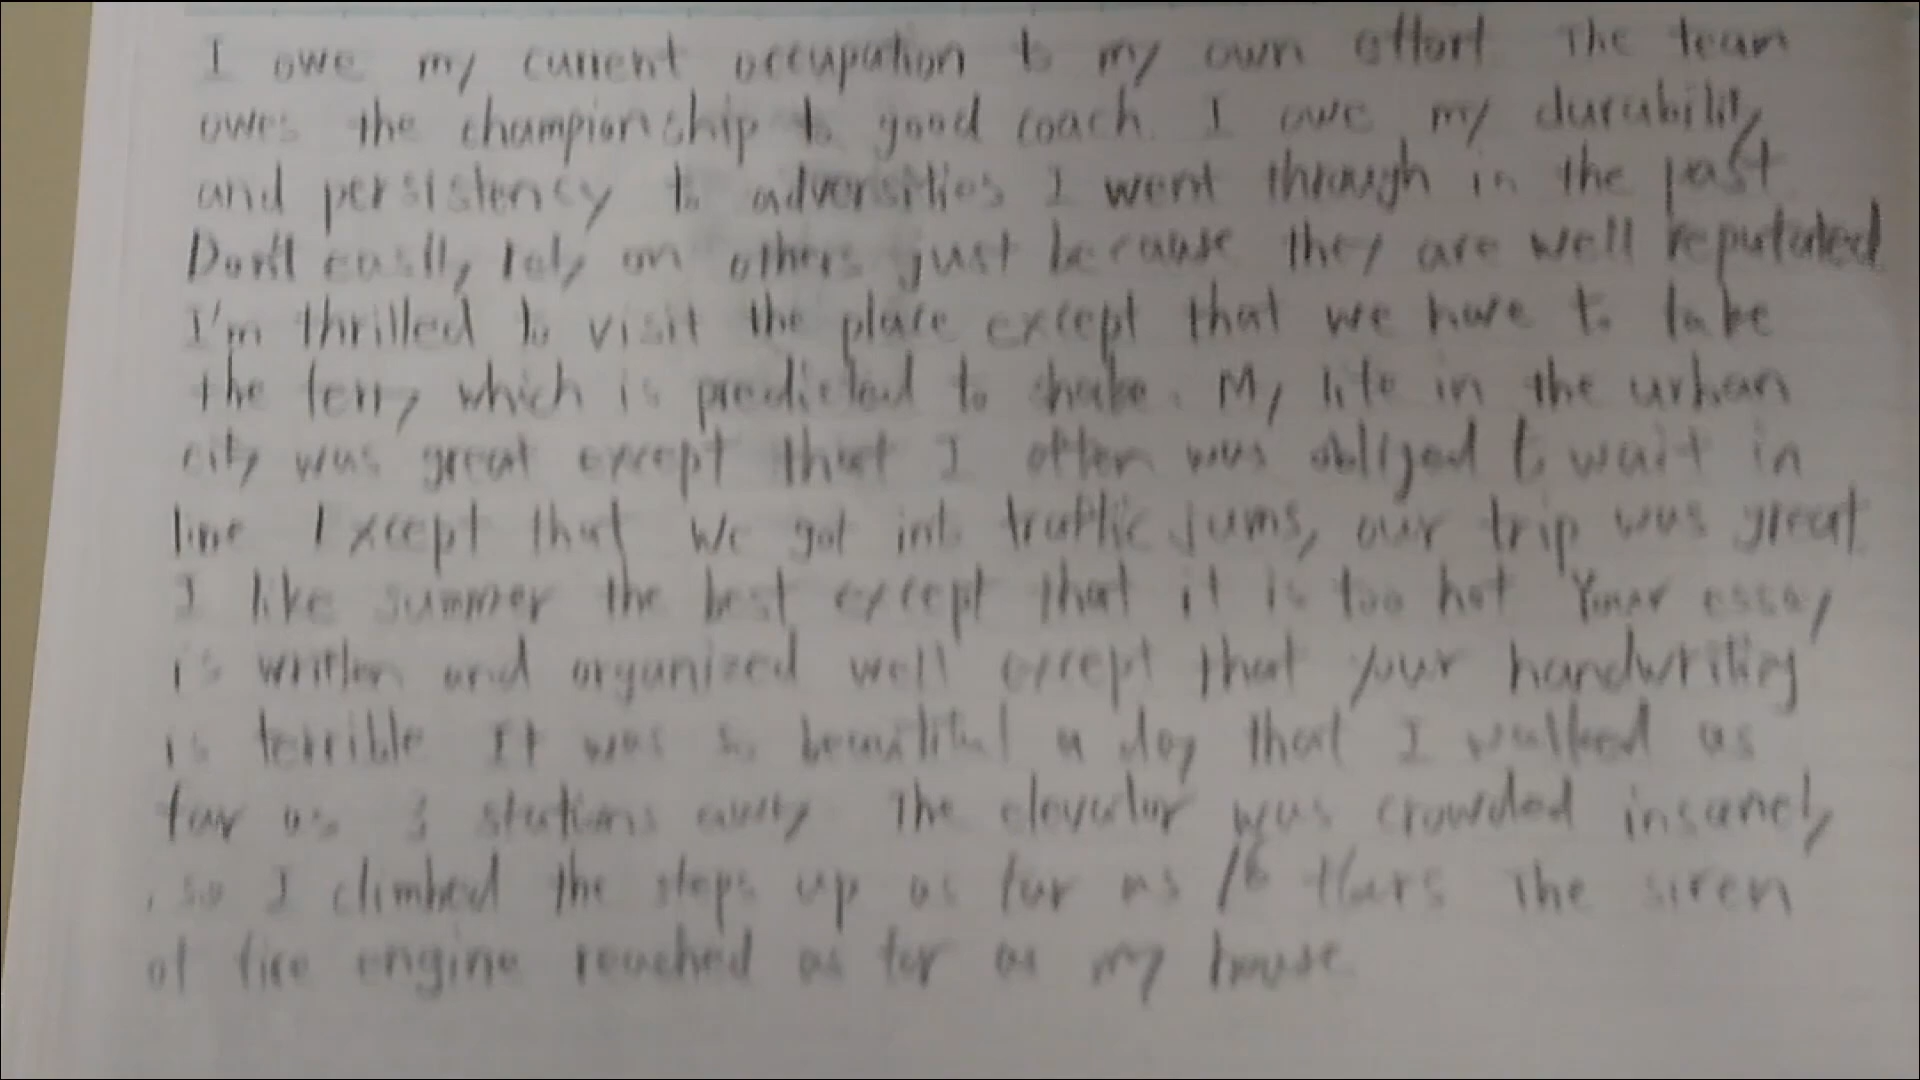 I owe my current occupation to my own effort The team
owes the championship to good coach. I owe my durability
and persistency to adversities I went through in the past
Don't easily rely on others just because they are well reputated
I'm thrilled to visit the place except that we have to take
the ferry which is predicted to shake. My life in the urban
city was great except that I often was obliged to wait in
line Except that we got into traffic jams, our trip was great
I like summer the best except that it is too hot Your essay
is written and organized well except that your handwriting
is terrible It was so beautiful a day that I walked as
far as 3 stations away The elevator was crowded insanely
, so I climbed the steps up as far as 16 floors The siren
of fire engine reached as far as my house